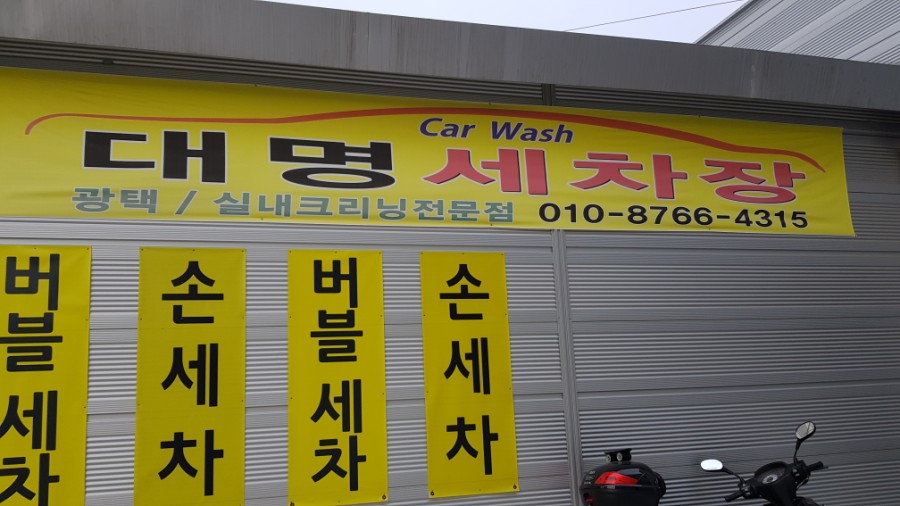 Car Wash
대명세차장
광택 / 실내크리닝전문점 010-8766-4315
버블세차
손세차
버블세차
손세차